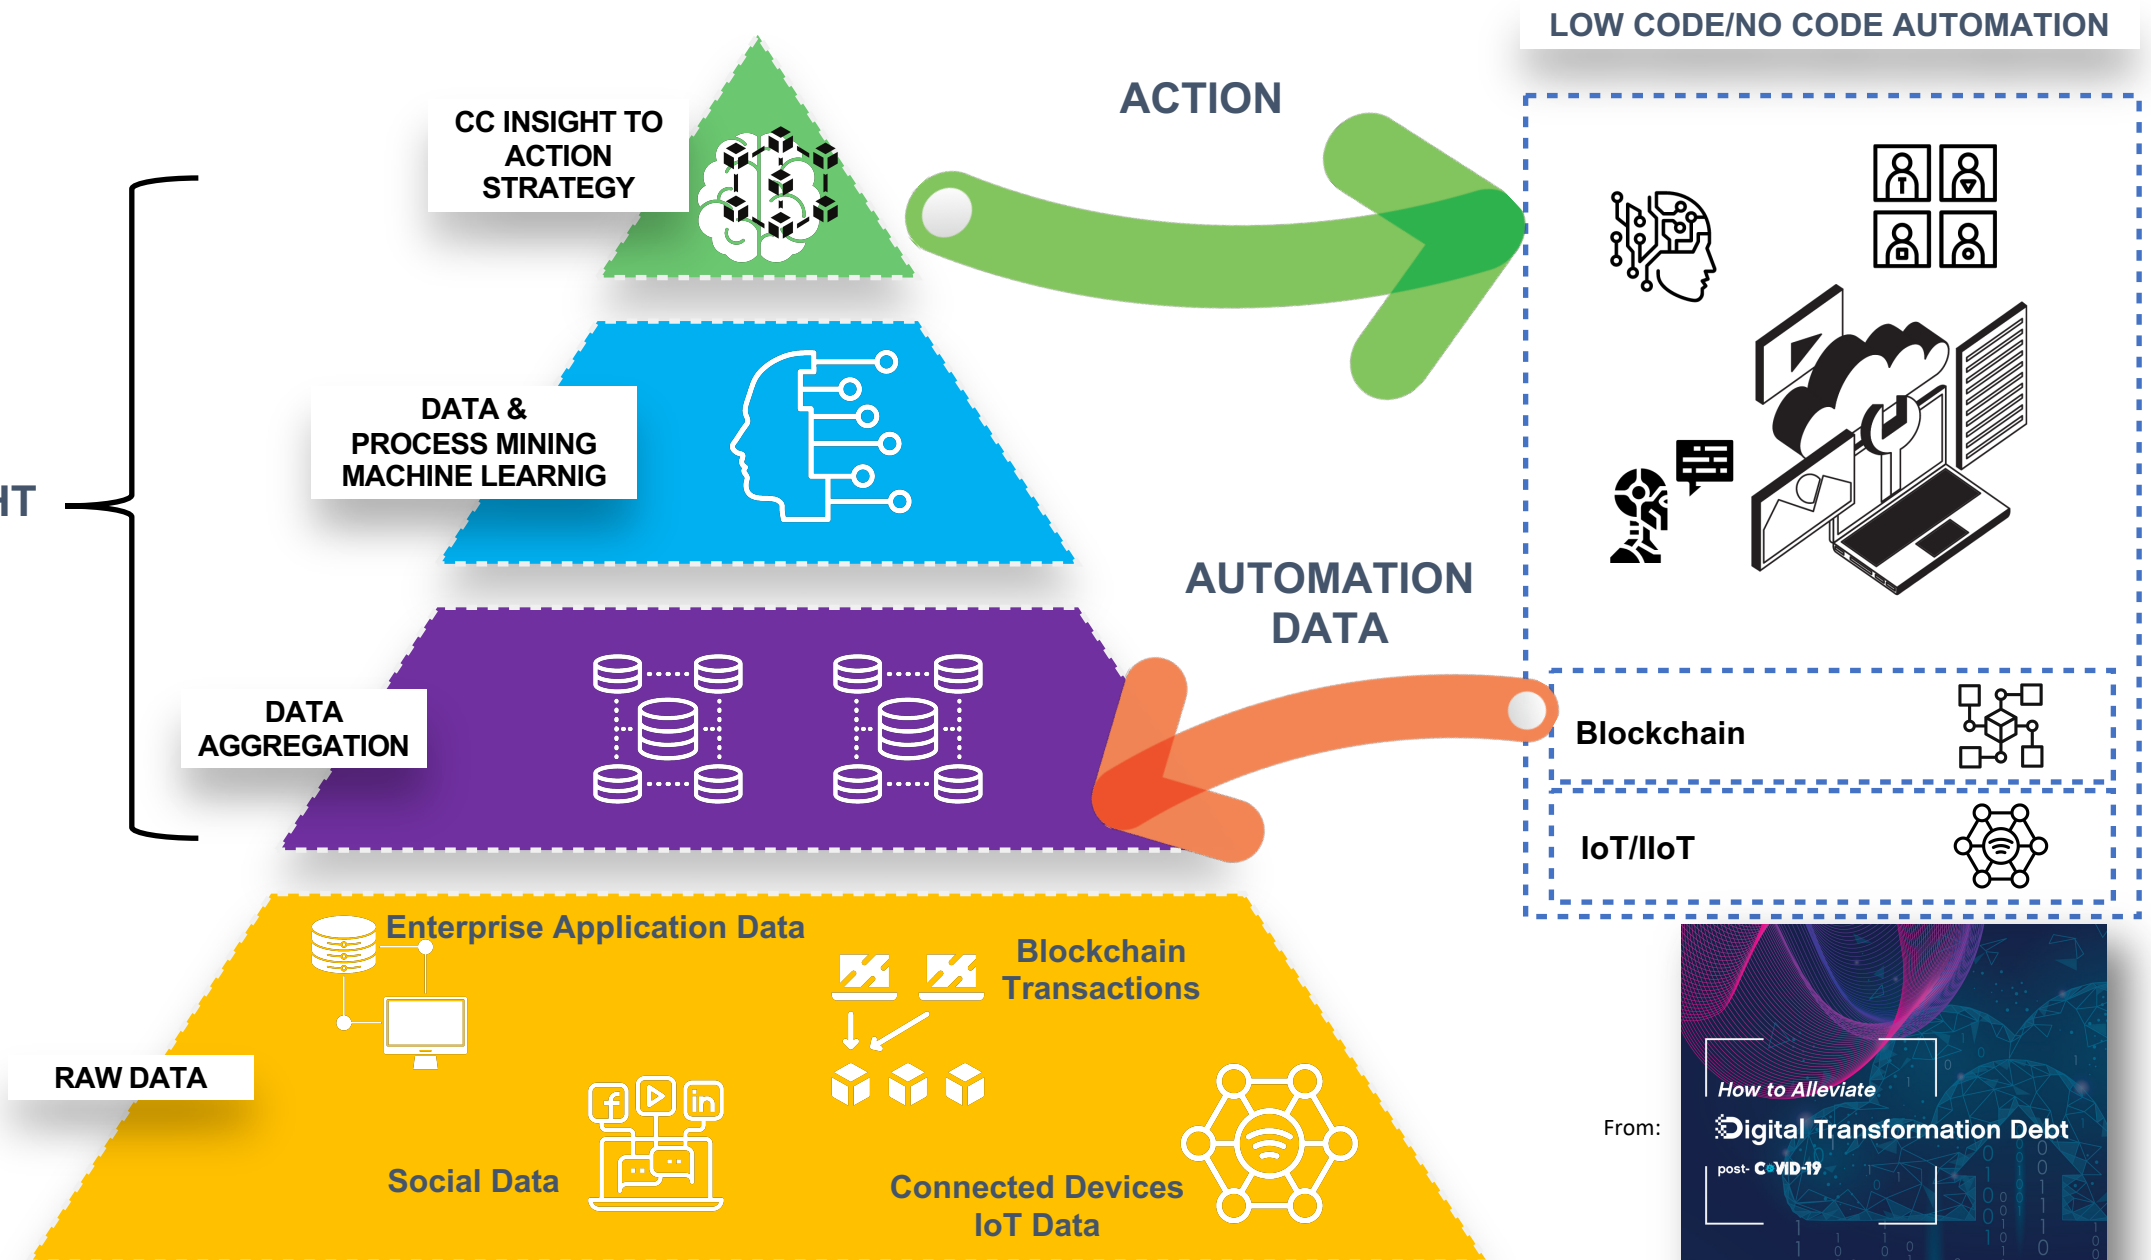 LOW CODE/NO CODE AUTOMATION
ACTION
CC INSIGHT TO
ACTION
STRATEGY
DATA &
PROCESS MINING
MACHINE LEARNIG
HT
AUTOMATION
DATA
DATA
AGGREGATION
Blockchain
IoT/IIoT
Enterprise Application Data
Blockchain
Transactions
RAW DATA
Social Data
Connected Devices
IoT Data
From:
How to Alleviate
Digital Transformation Debt
post- COVID-19